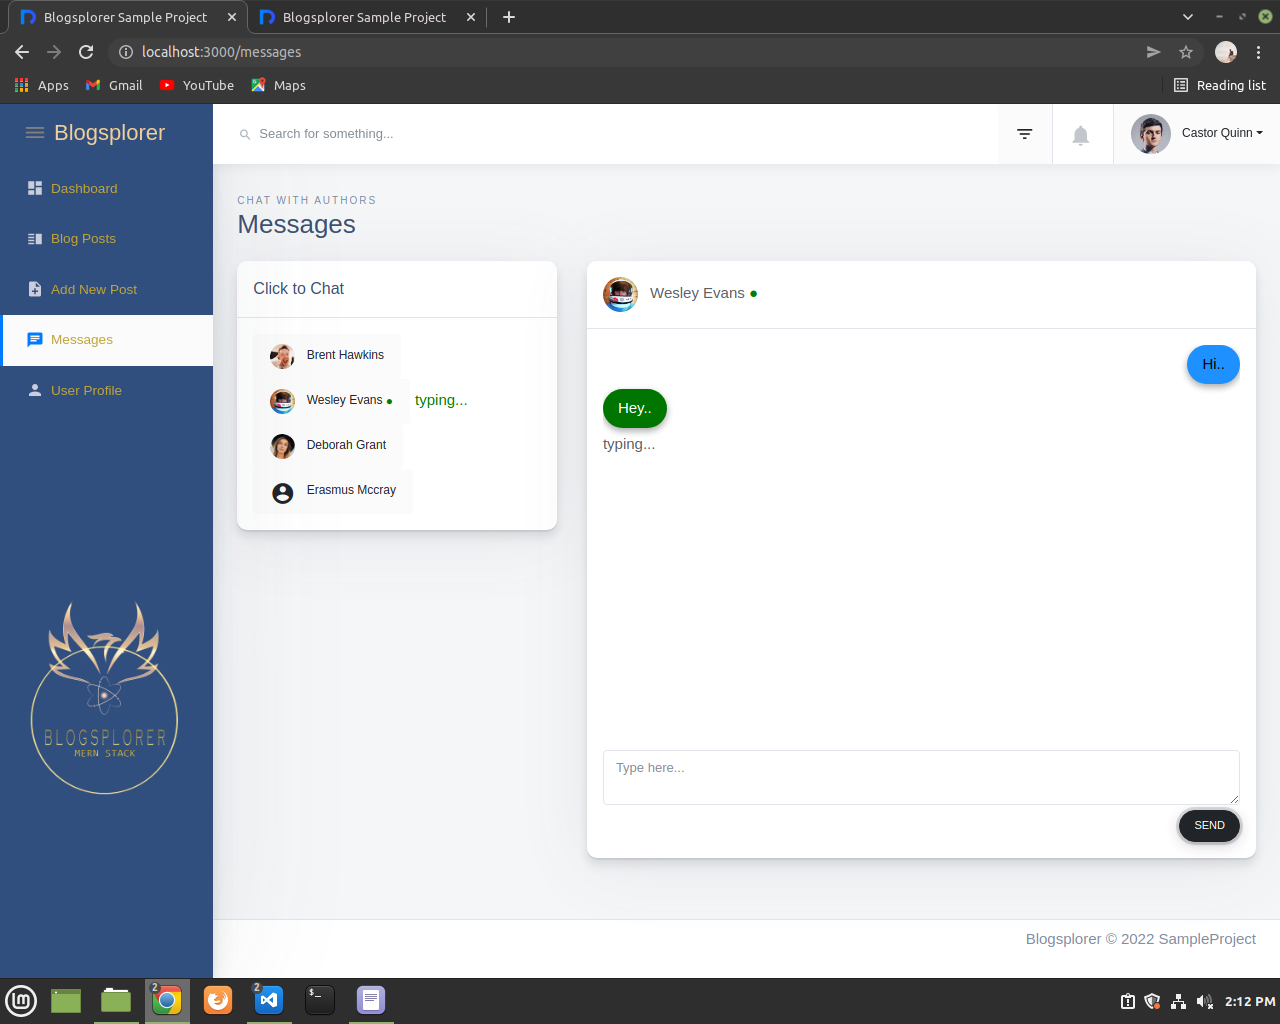 Blogsplorer Sample Project
Blogsplorer Sample Project
localhost:3000/messages
Apps
Gmail
YouTube
Maps
Reading list
Blogsplorer
Search for something...
Castor Quinn
Dashboard
Blog Posts
Add New Post
Messages
User Profile
BLOGSPLORER
MERN STACK
CHAT WITH AUTHORS
Messages
Click to Chat
Brent Hawkins
Wesley Evans ● typing...
Deborah Grant
Erasmus Mccray
Wesley Evans ●
Hi..
Hey..
typing...
Type here...
SEND
Blogsplorer © 2022 SampleProject
2
2
$_
2:12 PM